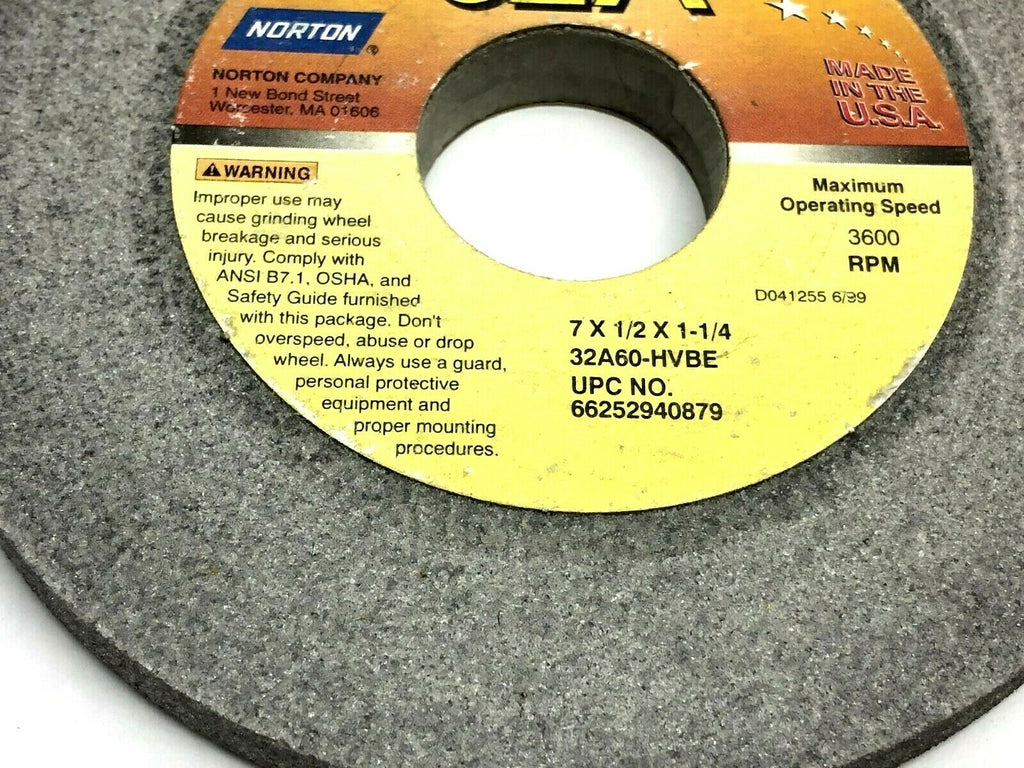 32A
NORTON
®
NORTON COMPANY
1 New Bond Street
Worcester, MA 01606
MADE
IN THE
U.S.A.
⚠WARNING
Improper use may
cause grinding wheel
breakage and serious
injury. Comply with
ANSI B7.1, OSHA, and
Safety Guide furnished
with this package. Don't
overspeed, abuse or drop
wheel. Always use a guard,
personal protective
equipment and
proper mounting
procedures.
Maximum
Operating Speed
3600
RPM
D041255 6/99
7 X 1/2 X 1-1/4
32A60-HVBE
UPC NO.
66252940879